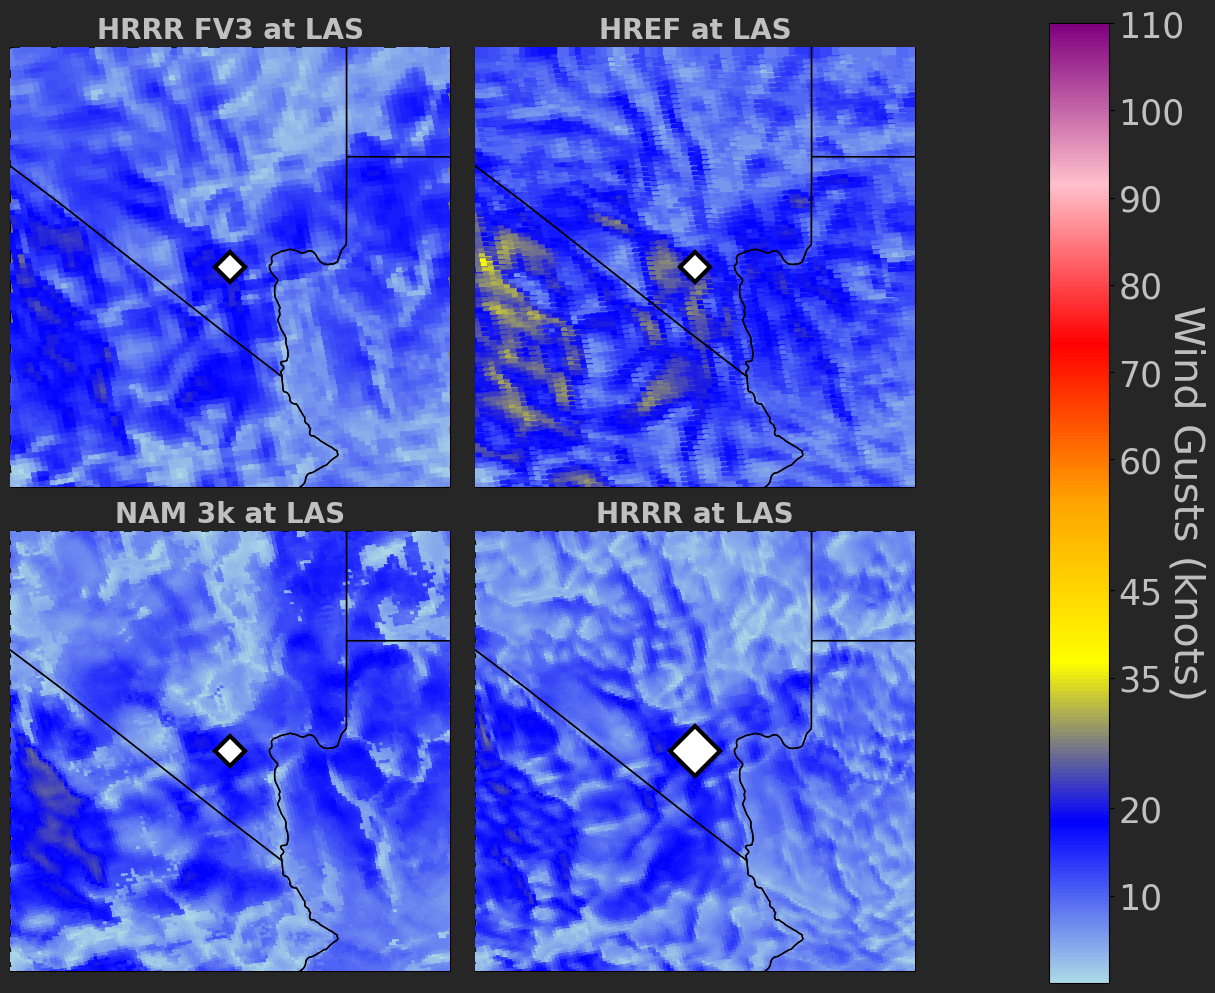 HRRR FV3 at LAS
HREF at LAS
NAM 3k at LAS
HRRR at LAS
110
100
90
80
70
60
45
35
20
10
Wind Gusts (knots)